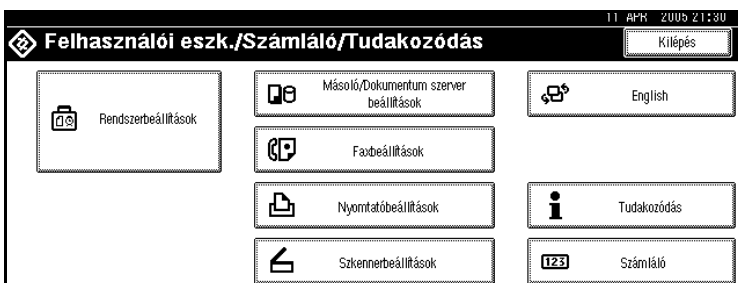 11 APR 2005 21:30
Felhasználói eszk./Számláló/Tudakozódás
Kilépés
Rendszerbeállítások
Másoló/Dokumentum szerver
beállítások
English
Faxbeállítások
Nyomtatóbeállítások
Tudakozódás
Szkennerbeállítások
123
Számláló